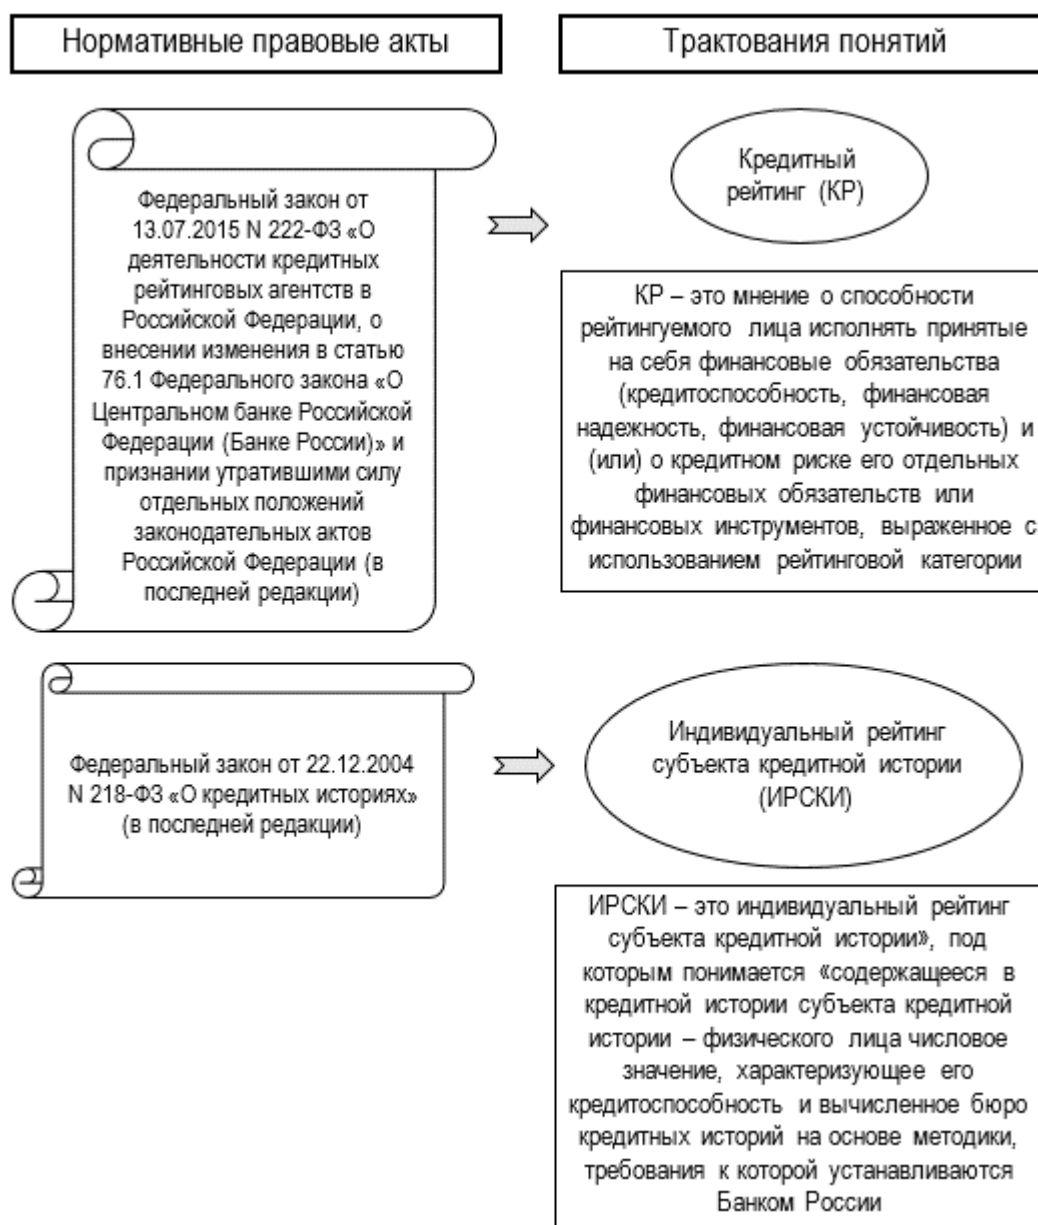 Нормативные правовые акты
Трактования понятий
Федеральный закон от
13.07.2015 N 222-ФЗ «О
деятельности кредитных
рейтинговых агентств в
Российской Федерации, о
внесении изменения в статью
76.1 Федерального закона «О
Центральном банке Российской
Федерации (Банке России)» и
признании утратившими силу
отдельных положений
законодательных актов
Российской Федерации (в
последней редакции)
Кредитный
рейтинг (КР)
КР – это мнение о способности
рейтингуемого лица исполнять принятые
на себя финансовые обязательства
(кредитоспособность, финансовая
надежность, финансовая устойчивость) и
(или) о кредитном риске его отдельных
финансовых обязательств или
финансовых инструментов, выраженное с
использованием рейтинговой категории
Федеральный закон от 22.12.2004
N 218-ФЗ «О кредитных историях»
(в последней редакции)
Индивидуальный рейтинг
субъекта кредитной истории
(ИРСКИ)
ИРСКИ – это индивидуальный рейтинг
субъекта кредитной истории», под
которым понимается «содержащееся в
кредитной истории субъекта кредитной
истории – физического лица числовое
значение, характеризующее его
кредитоспособность и вычисленное бюро
кредитных историй на основе методики,
требования к которой устанавливаются
Банком России